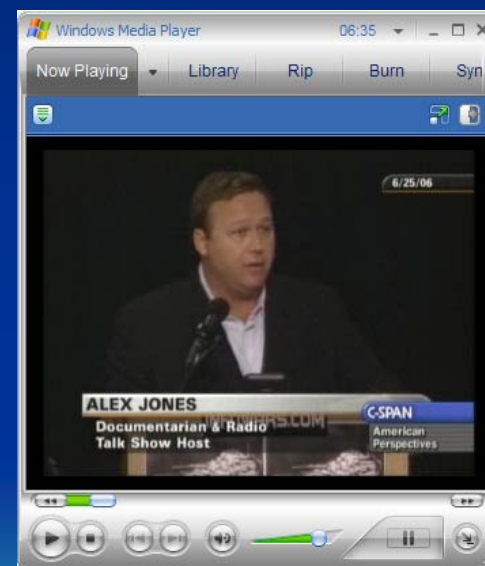 Windows Media Player
06:35
Now Playing
Library
Rip
Burn
Syn
6/25/06
ALEX JONES
Documentarian & Radio
Talk Show Host
C-SPAN
American
Perspectives